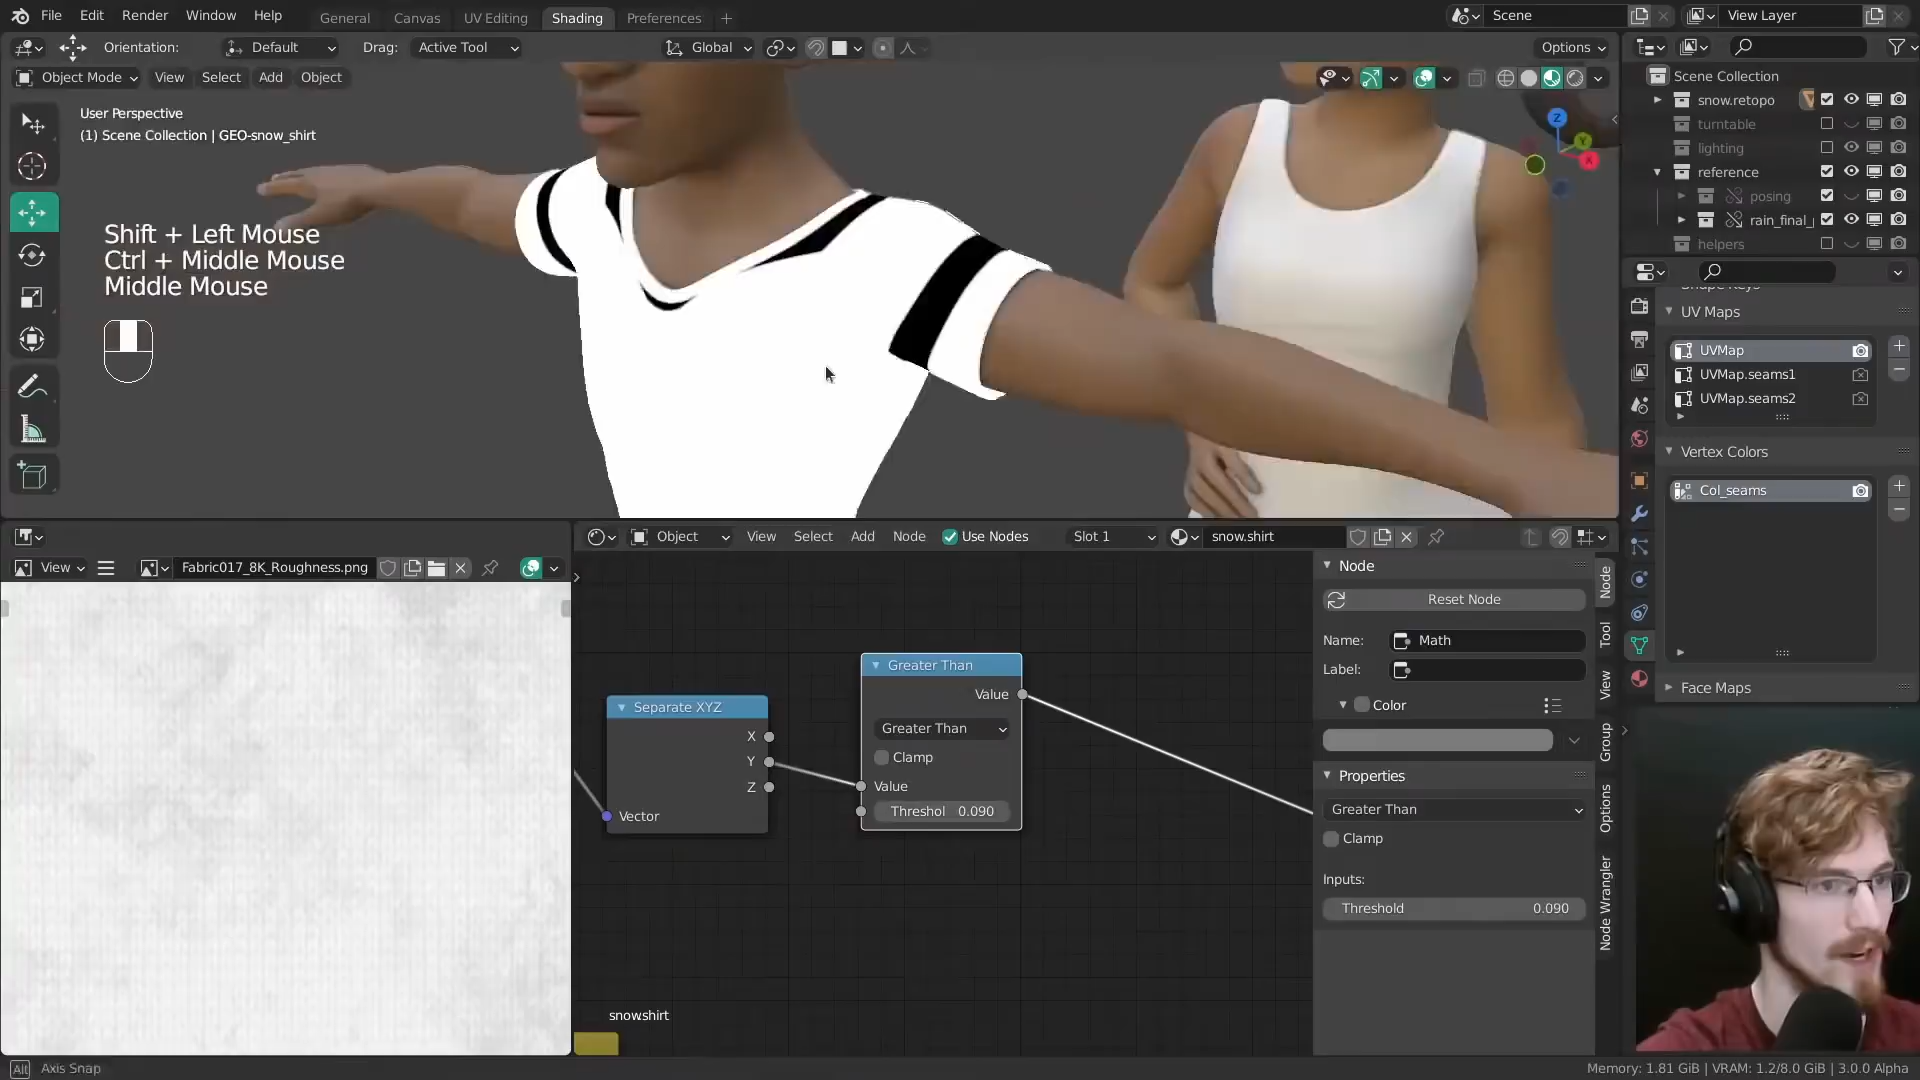 File Edit Render Window Help General Canvas UV Editing Shading Preferences + Scene View Layer
Orientation: Default Drag: Active Tool Global Options
Object Mode View Select Add Object
User Perspective
(1) Scene Collection | GEO-snow_shirt
Shift + Left Mouse
Ctrl + Middle Mouse
Middle Mouse
Z
Y
X
Scene Collection
snow.retopo
turntable
lighting
reference
posing
rain_final_
helpers
UV Maps
UVMap
UVMap.seams1
UVMap.seams2
Vertex Colors
Col_seams
Face Maps
View Fabric017_8K_Roughness.png
Object View Select Add Node Use Nodes Slot 1 snow.shirt
Separate XYZ
X
Y
Z
Vector
Greater Than
Value
Greater Than
Clamp
Value
Threshol 0.090
snow.shirt
Node
Reset Node
Name: Math
Label:
Color
Properties
Greater Than
Clamp
Inputs:
Threshold 0.090
Node
Tool
View
Group
Options
Node Wrangler
Alt Axis Snap
Memory: 1.81 GiB | VRAM: 1.2/8.0 GiB | 3.0.0 Alpha